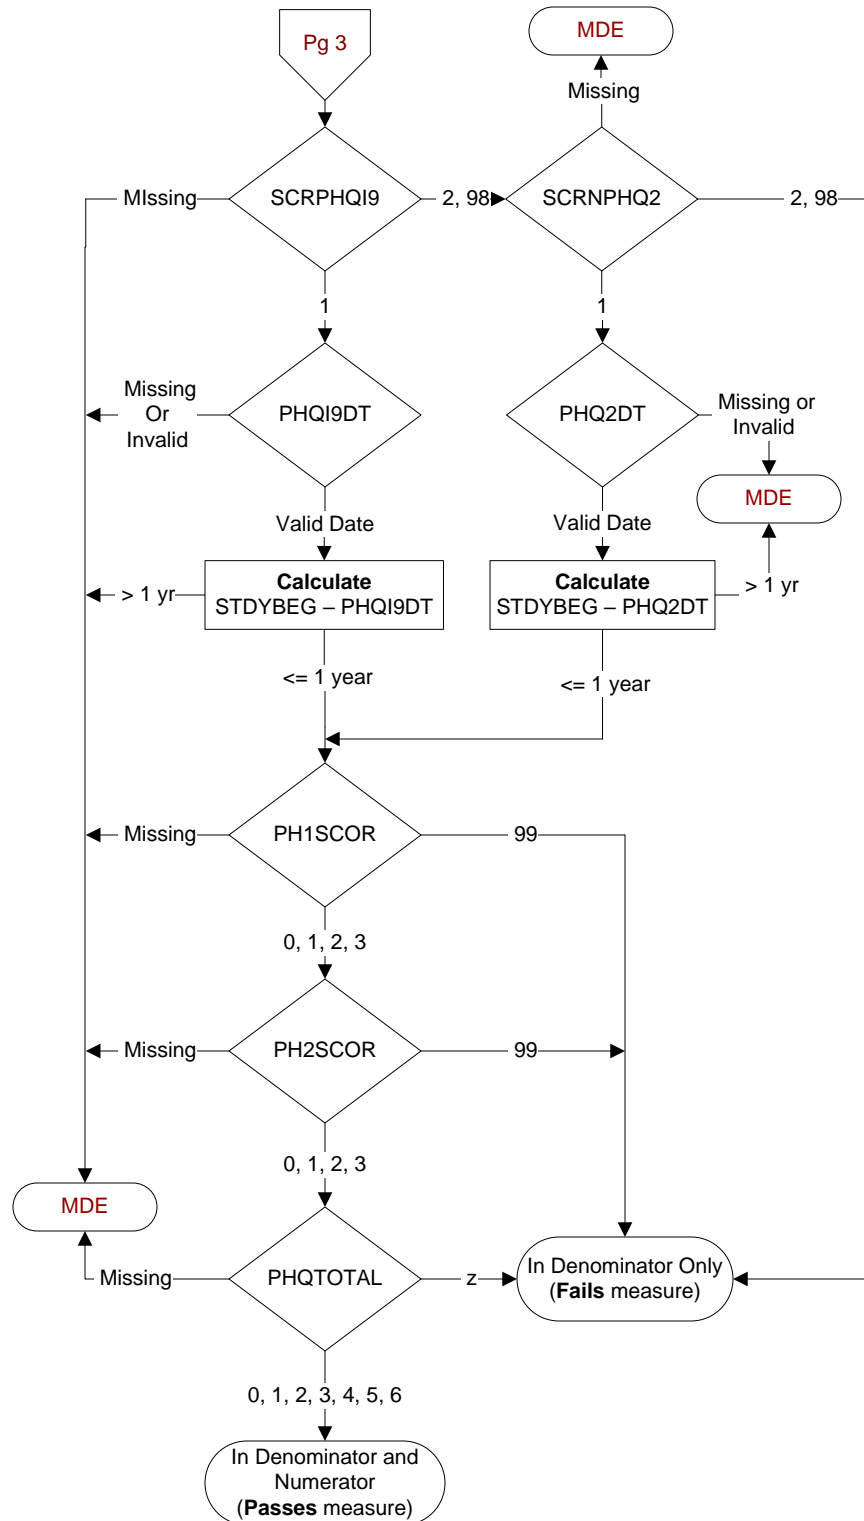 Pg 3
MDE
Missing
MIssing
SCRPHQI9
2, 98
SCRNPHQ2
2, 98
1
1
Missing
Or
Invalid
PHQI9DT
PHQ2DT
Missing or
Invalid
MDE
Valid Date
Valid Date
> 1 yr
Calculate
STDYBEG – PHQI9DT
Calculate
STDYBEG – PHQ2DT
> 1 yr
<= 1 year
<= 1 year
Missing
PH1SCOR
99
0, 1, 2, 3
Missing
PH2SCOR
99
0, 1, 2, 3
MDE
Missing
PHQTOTAL
z
In Denominator Only
(Fails measure)
0, 1, 2, 3, 4, 5, 6
In Denominator and
Numerator
(Passes measure)